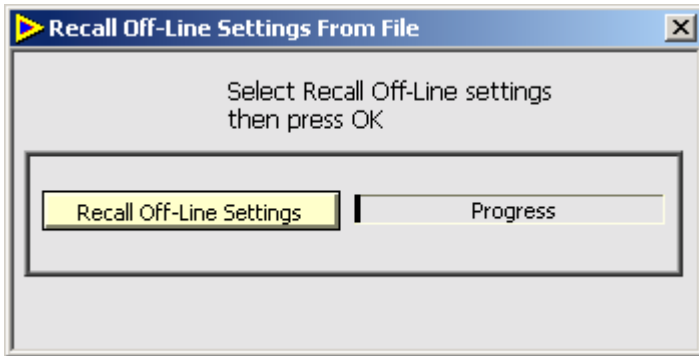 Recall Off-Line Settings From File
Select Recall Off-Line settings
then press OK
Recall Off-Line Settings
Progress